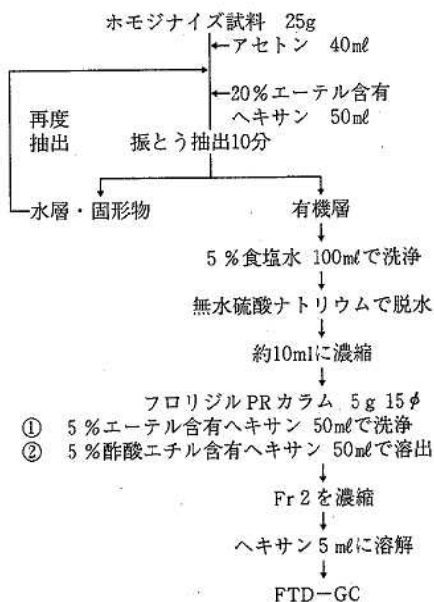 ホモジナイズ試料 25g
アセトン 40㎖
20%エーテル含有
ヘキサン 50㎖
再度
抽出
振とう抽出10分
水層・固形物
有機層
5%食塩水 100㎖で洗浄
無水硫酸ナトリウムで脱水
約10mlに濃縮
フロリジルPRカラム 5g 15φ
① 5%エーテル含有ヘキサン 50㎖で洗浄
② 5%酢酸エチル含有ヘキサン 50㎖で溶出
Fr2を濃縮
ヘキサン5㎖に溶解
FTD－GC